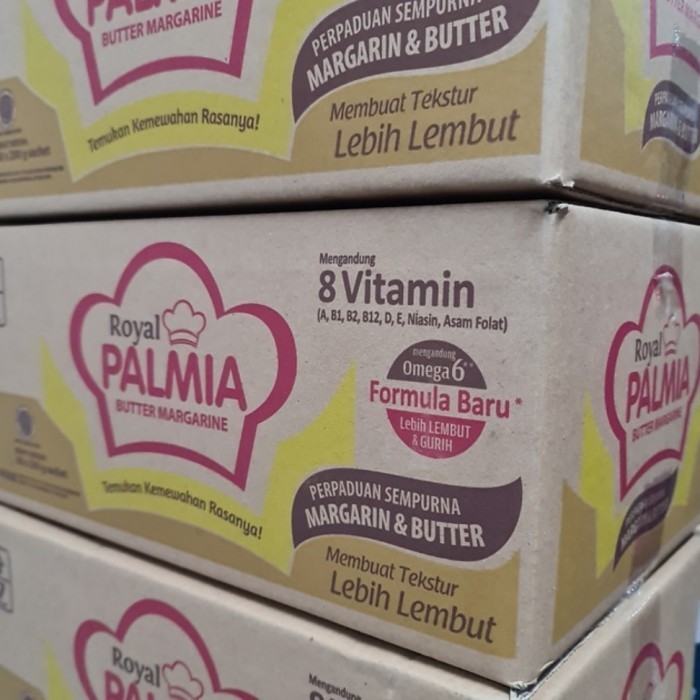 BUTTER MARGARINE
Temukan Kemewahan Rasanya!
PERPADUAN SEMPURNA
MARGARIN & BUTTER
Membuat Tekstur
Lebih Lembut
Royal
PALMIA
BUTTER MARGARINE
Temukan Kemewahan Rasanya!
Mengandung
8 Vitamin
(A, B1, B2, B12, D, E, Niasin, Asam Folat)
mengandung
Omega 6**
Formula Baru*
Lebih LEMBUT
& GURIH
PERPADUAN SEMPURNA
MARGARIN & BUTTER
Membuat Tekstur
Lebih Lembut
Royal
PALMIA
BUTTER MARGARINE
Royal
PALMIA
Mengandung